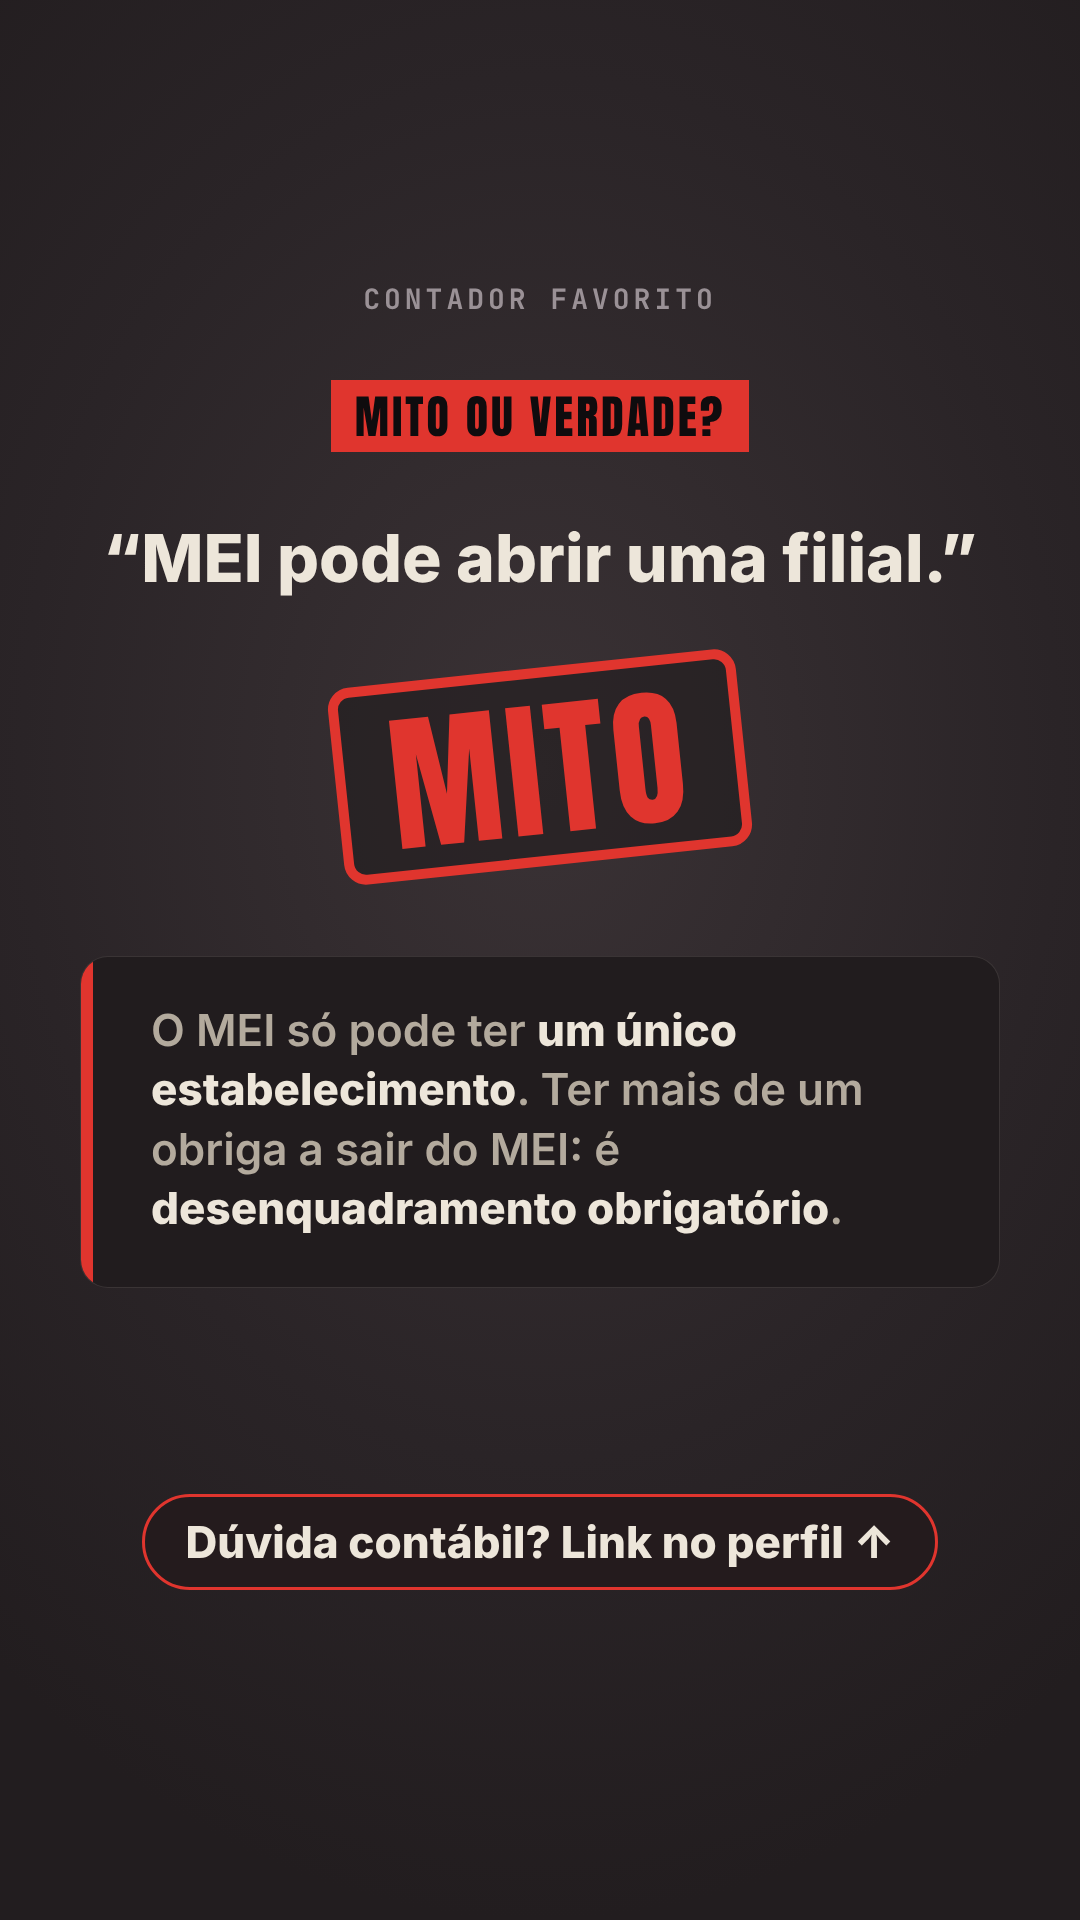 CONTADOR FAVORITO
MITO OU VERDADE?
“MEI pode abrir uma filial.”
MITO
O MEI só pode ter um único
estabelecimento. Ter mais de um
obriga a sair do MEI: é
desenquadramento obrigatório.
Dúvida contábil? Link no perfil ↑